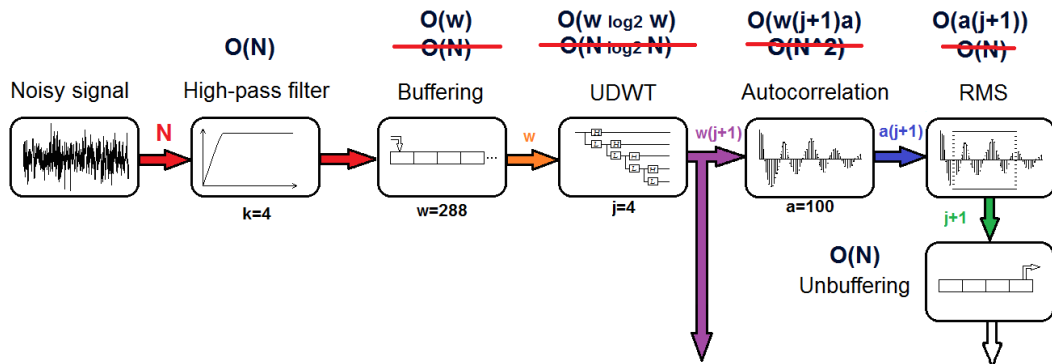 O(w)
O(w log2 w)
O(w(j+1)a)
O(a(j+1))
O(N)
O(N)
O(N log2 N)
O(N^2)
O(N)
Noisy signal
High-pass filter
Buffering
UDWT
Autocorrelation
RMS
N
w
w(j+1)
a(j+1)
H
L
H
L
H
L
H
L
...
k=4
w=288
j=4
a=100
j+1
O(N)
Unbuffering